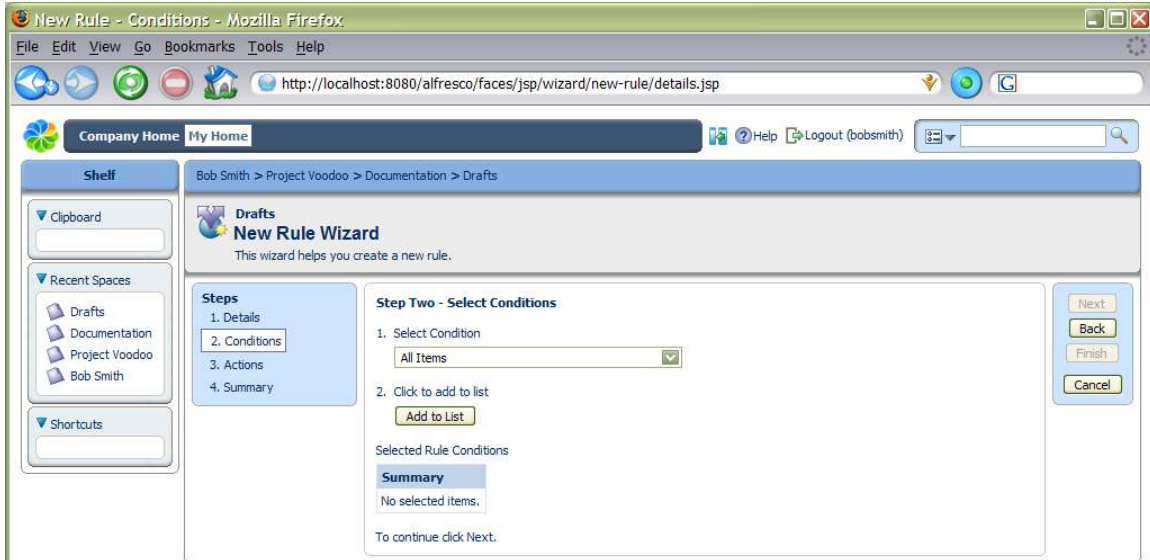 New Rule - Conditions - Mozilla Firefox
File Edit View Go Bookmarks Tools Help
http://localhost:8080/alfresco/faces/jsp/wizard/new-rule/details.jsp
G
Company Home My Home
Help Logout (bobsmith)
Shelf
Bob Smith > Project Voodoo > Documentation > Drafts
Clipboard
Recent Spaces
Drafts
Documentation
Project Voodoo
Bob Smith
Shortcuts
Drafts
New Rule Wizard
This wizard helps you create a new rule.
Steps
1. Details
2. Conditions
3. Actions
4. Summary
Step Two - Select Conditions
1. Select Condition
All Items
2. Click to add to list
Add to List
Selected Rule Conditions
Summary
No selected items.
To continue click Next.
Next
Back
Finish
Cancel